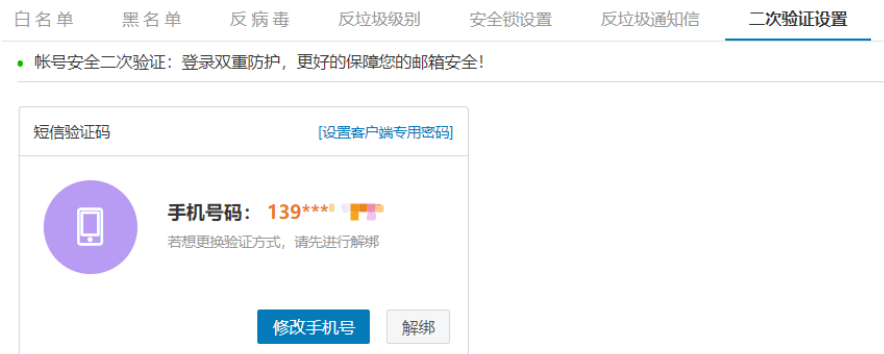 白名单 黑名单 反病毒 反垃圾级别 安全锁设置 反垃圾通知信 二次验证设置
帐号安全二次验证：登录双重防护，更好的保障您的邮箱安全！
短信验证码 [设置客户端专用密码]
手机号码： 139***
若想更换验证方式，请先进行解绑
修改手机号 解绑